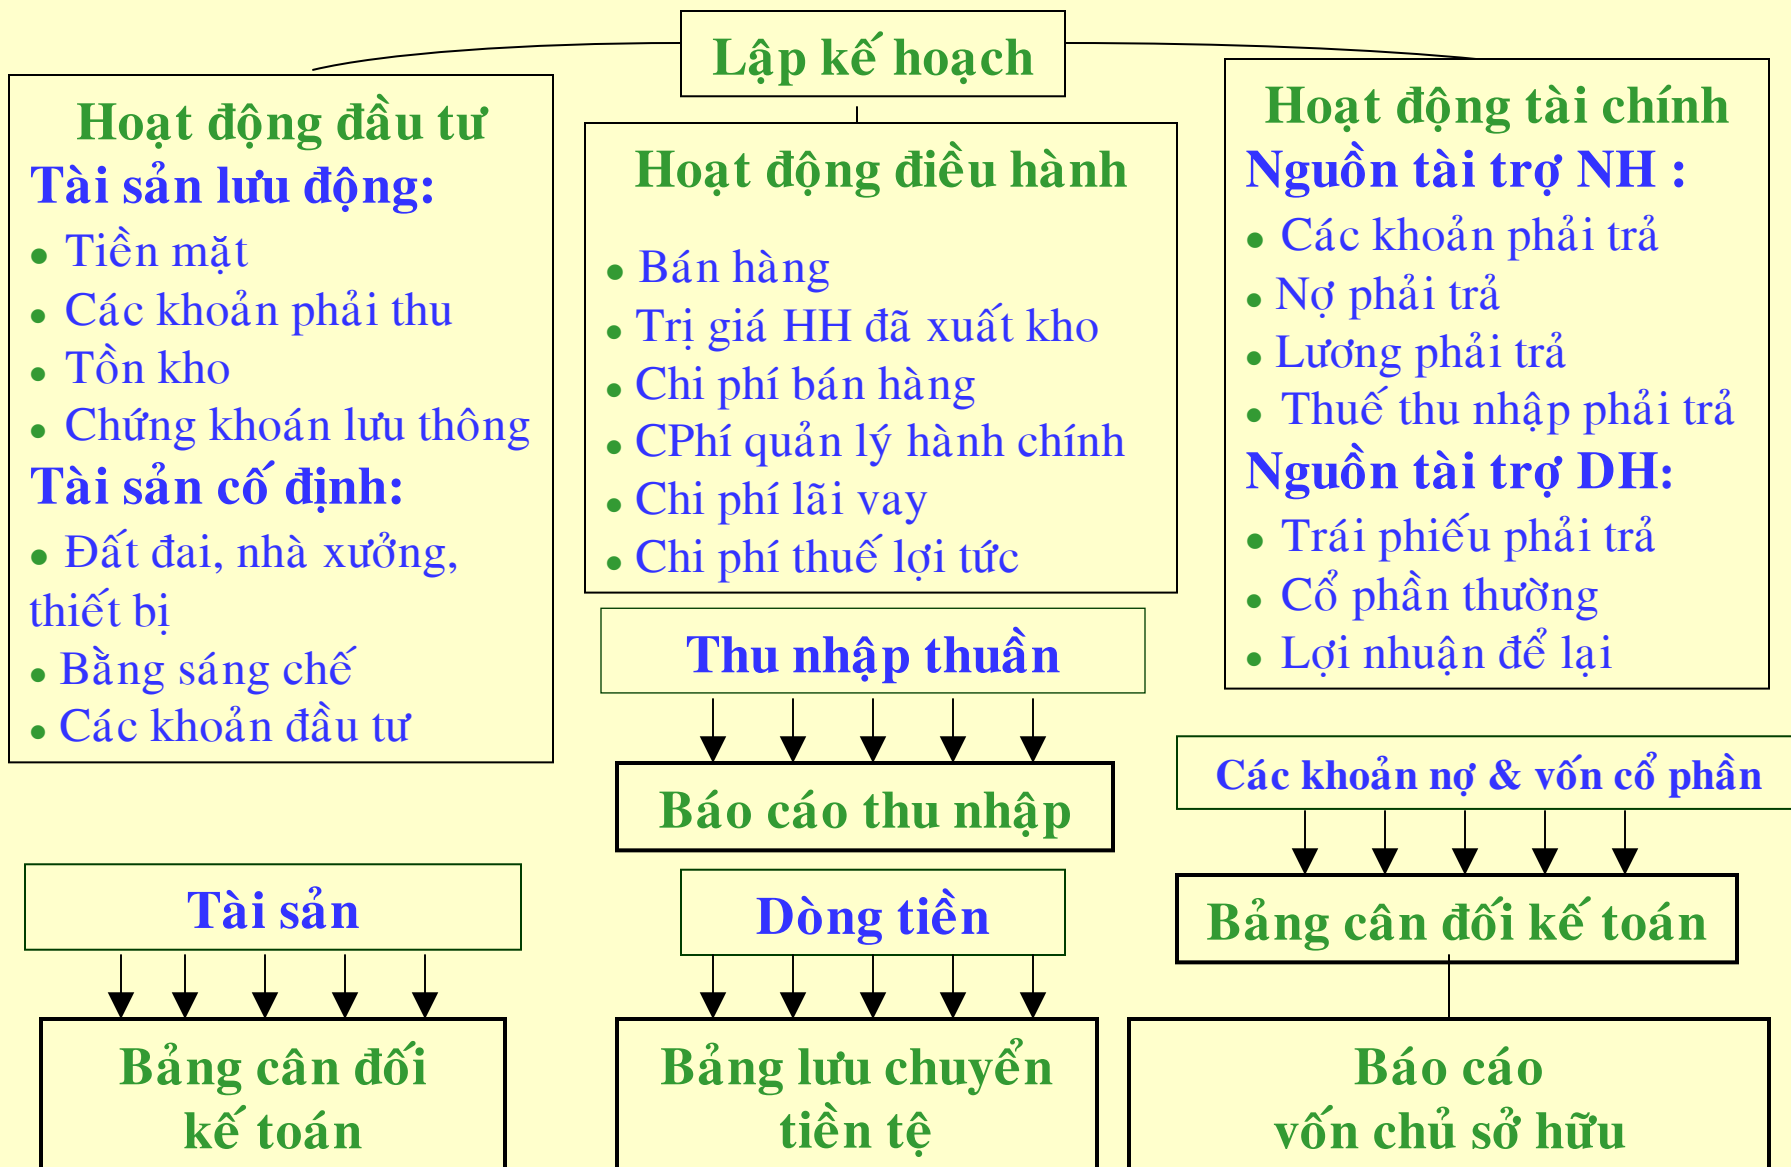 Lập kế hoạch
Hoạt động đầu tư
Tài sản lưu động:
• Tiền mặt
• Các khoản phải thu
• Tồn kho
• Chứng khoán lưu thông
Tài sản cố định:
• Đất đai, nhà xưởng,
thiết bị
• Bằng sáng chế
• Các khoản đầu tư
Hoạt động điều hành
• Bán hàng
• Trị giá HH đã xuất kho
• Chi phí bán hàng
• CPhí quản lý hành chính
• Chi phí lãi vay
• Chi phí thuế lợi tức
Hoạt động tài chính
Nguồn tài trợ NH :
• Các khoản phải trả
• Nợ phải trả
• Lương phải trả
• Thuế thu nhập phải trả
Nguồn tài trợ DH:
• Trái phiếu phải trả
• Cổ phần thường
• Lợi nhuận để lại
Thu nhập thuần
Báo cáo thu nhập
Các khoản nợ & vốn cổ phần
Bảng cân đối kế toán
Tài sản
Bảng cân đối
kế toán
Dòng tiền
Bảng lưu chuyển
tiền tệ
Báo cáo
vốn chủ sở hữu